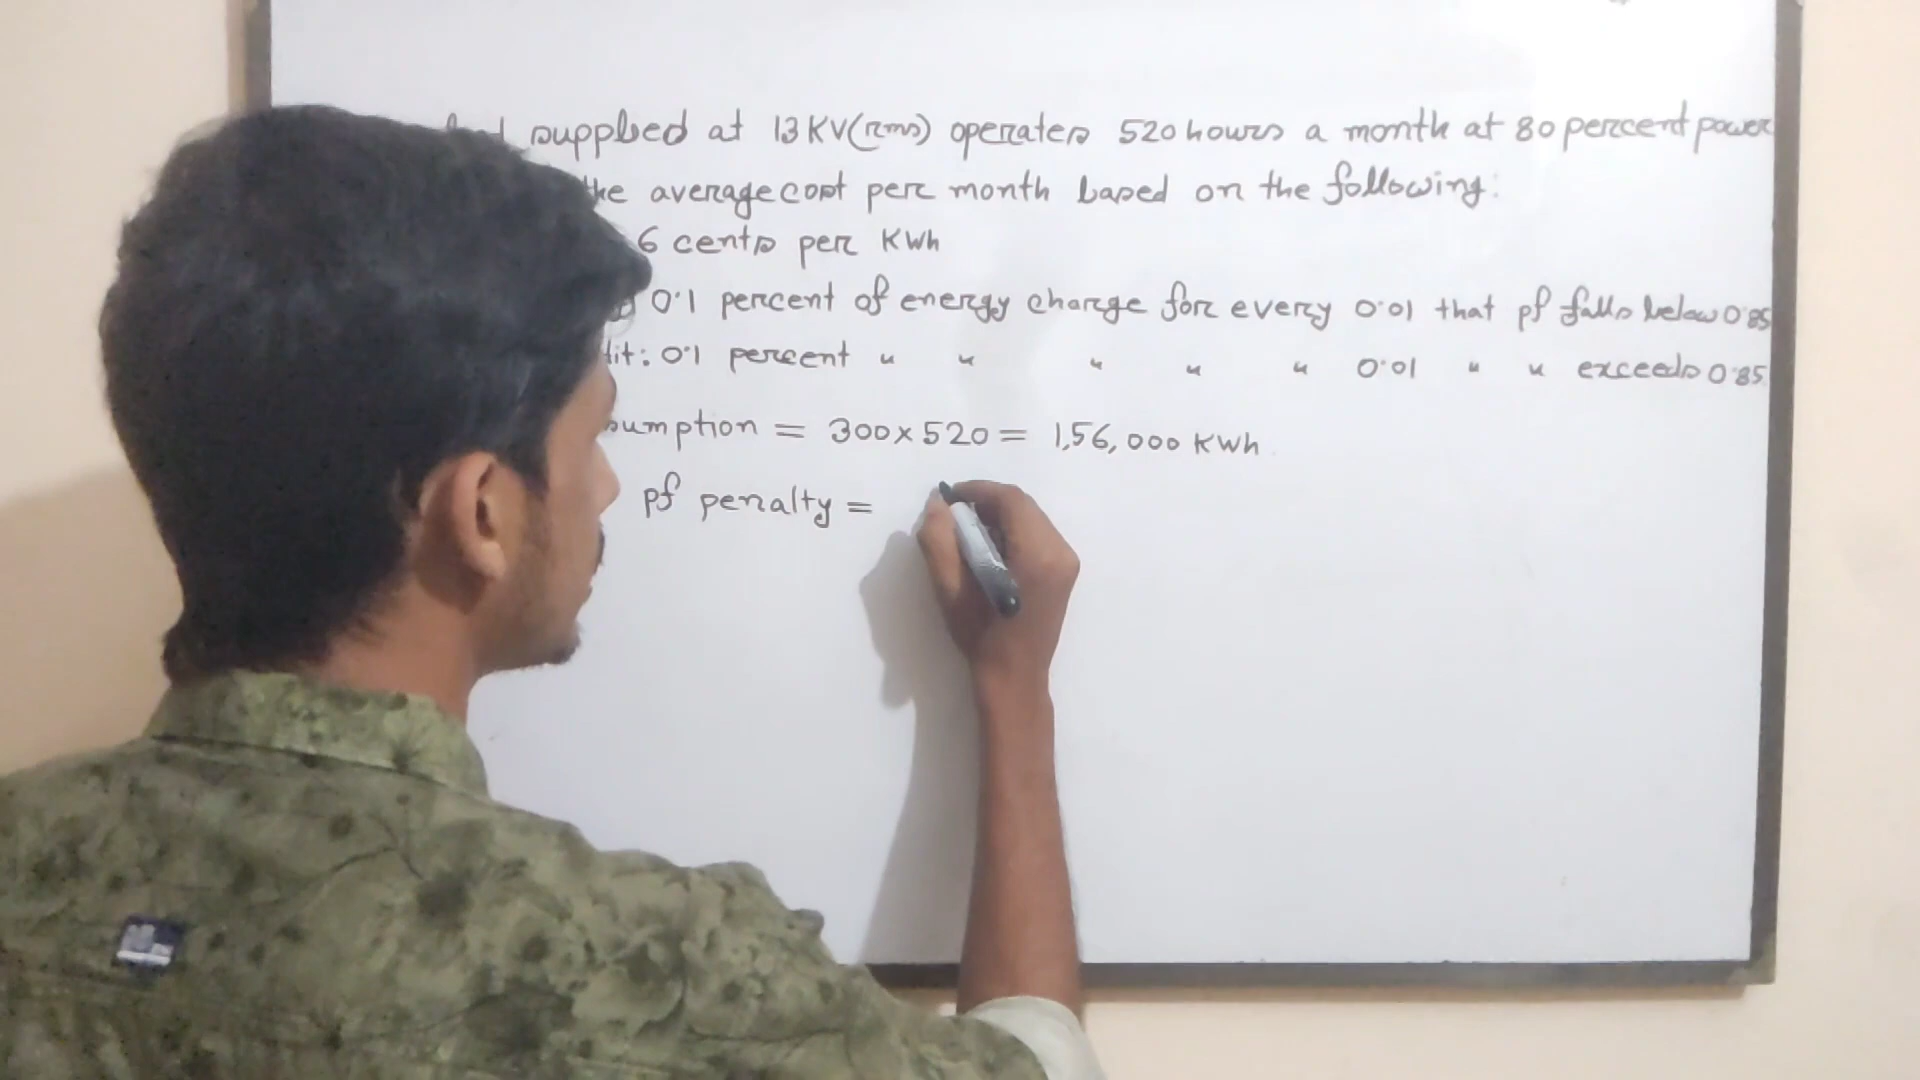 supplied at 13 KV(rms) operates 520 hours a month at 80 percent power
the average cost per month based on the following:
6 cents per KWh
0.1 percent of energy charge for every 0.01 that pf falls below 0.85
dit: 0.1 percent " " " " " 0.01 " " exceeds 0.85
sumption = 300 x 520 = 1,56,000 KWh
pf penalty =